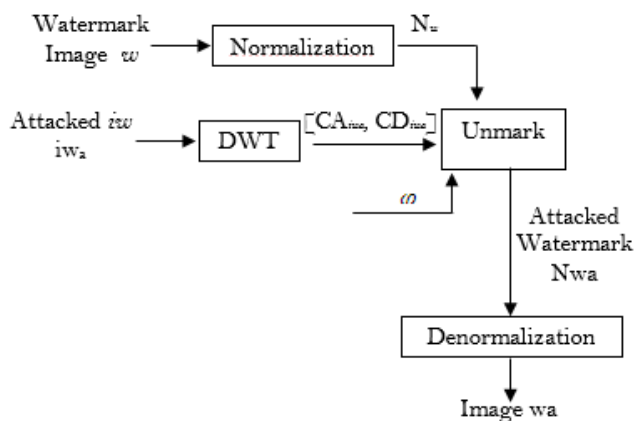 Watermark
Image w
Normalization
Nw
Attacked iw
iwa
DWT
[CAiwa, CDiwa]
Unmark
φ
Attacked
Watermark
Nwa
Denormalization
Image wa